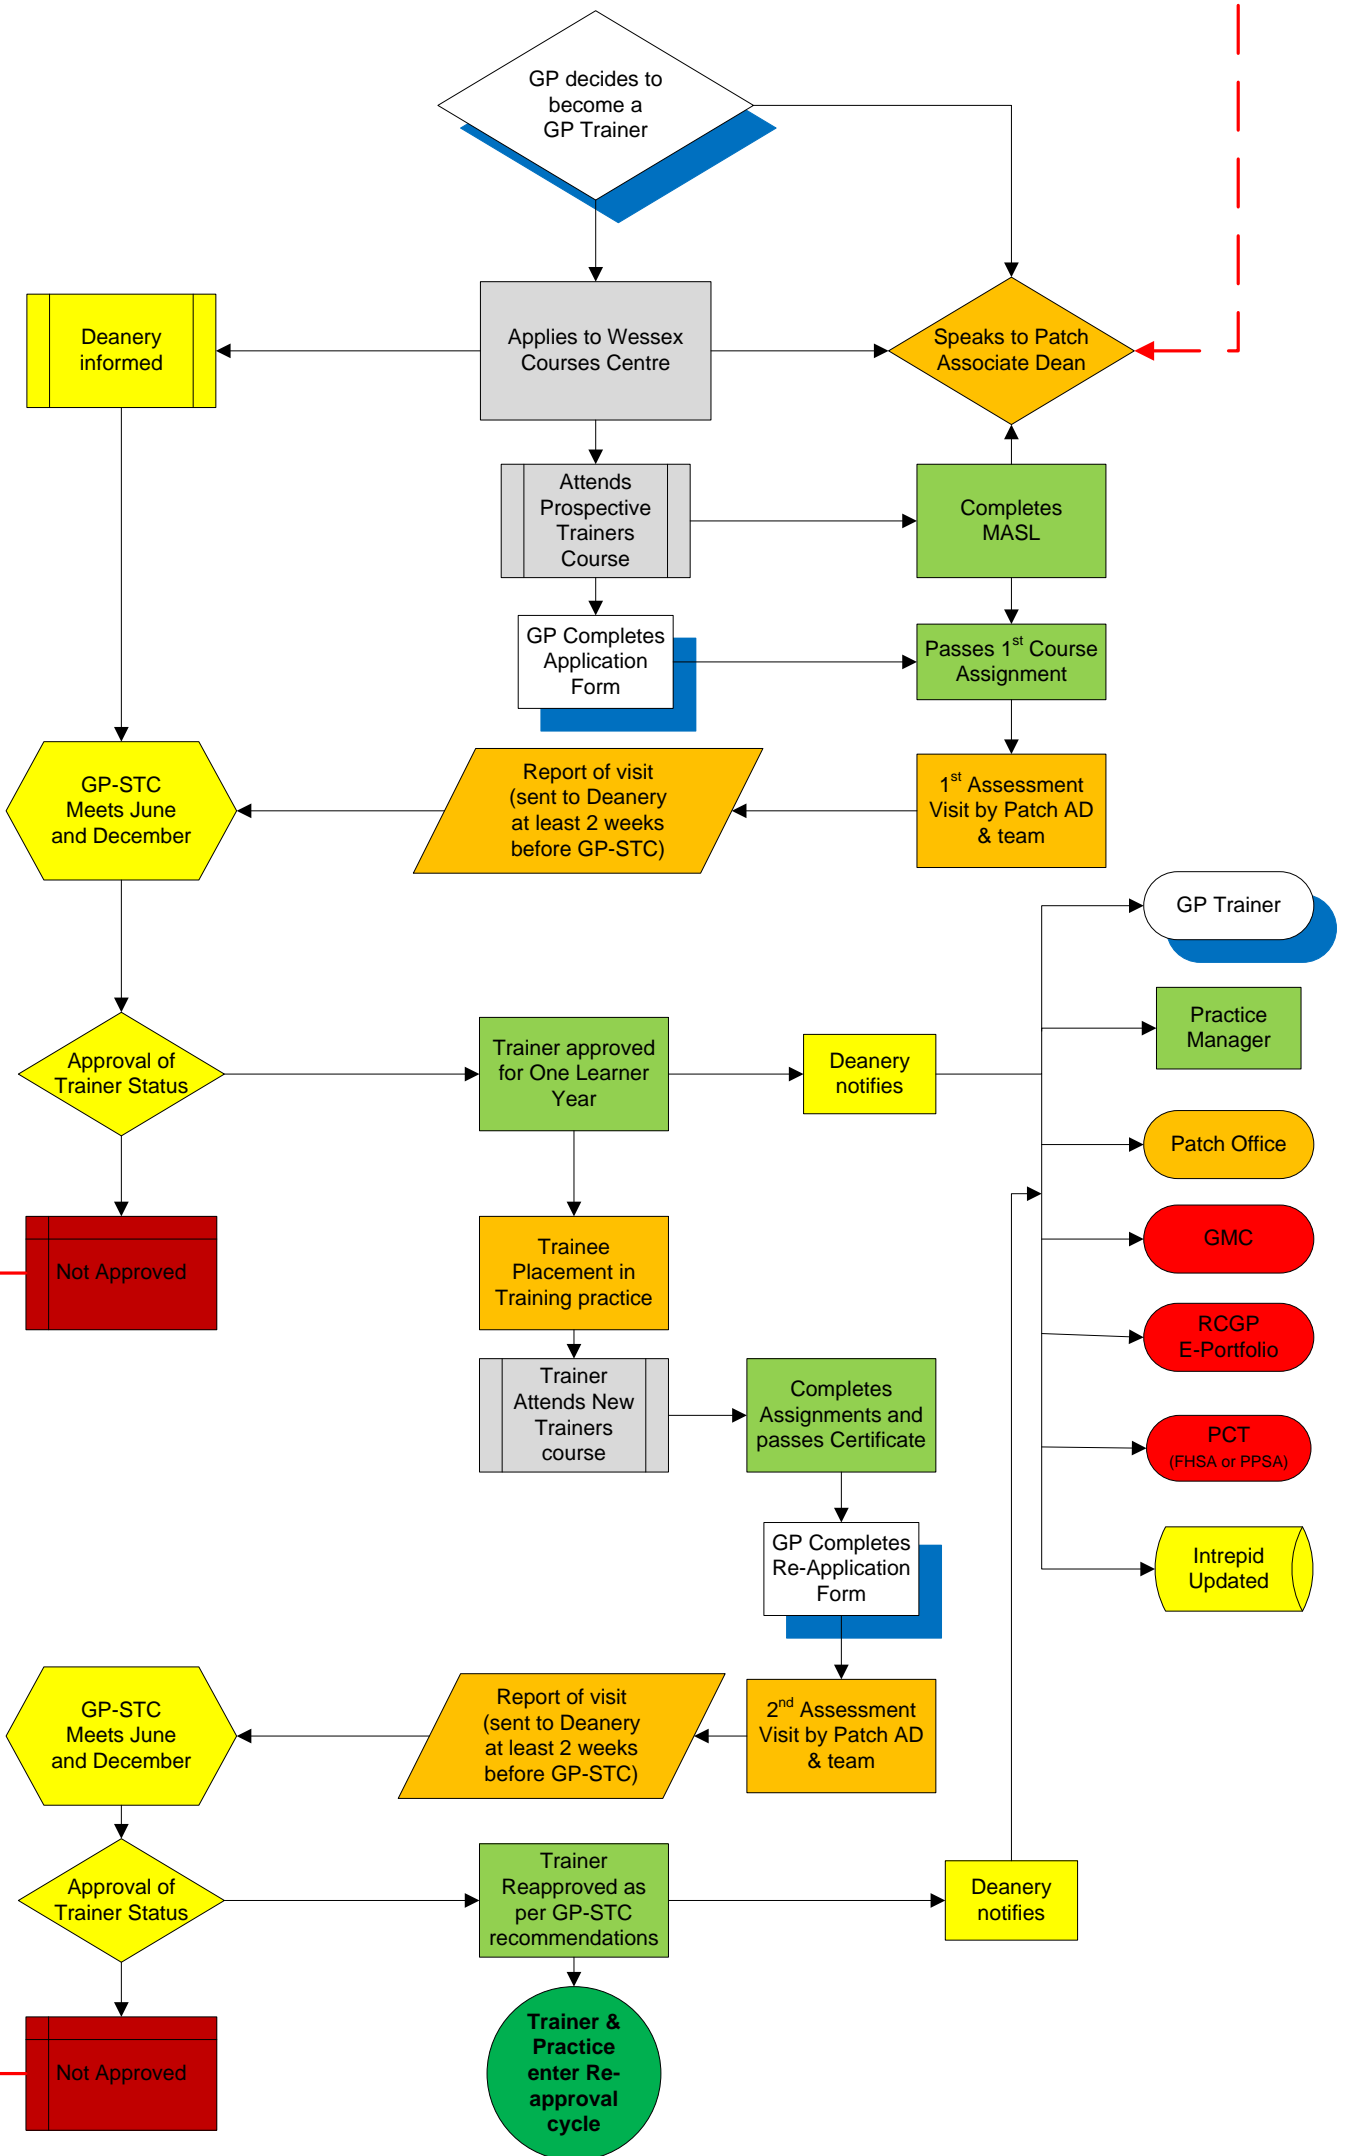 GP decides to
become a
GP Trainer
Deanery
informed
Applies to Wessex
Courses Centre
Speaks to Patch
Associate Dean
Attends
Prospective
Trainers
Course
Completes
MASL
GP Completes
Application
Form
Passes 1st Course
Assignment
GP-STC
Meets June
and December
Report of visit
(sent to Deanery
at least 2 weeks
before GP-STC)
1st Assessment
Visit by Patch AD
& team
GP Trainer
Practice
Manager
Approval of
Trainer Status
Trainer approved
for One Learner
Year
Deanery
notifies
Patch Office
GMC
Not Approved
Trainee
Placement in
Training practice
RCGP
E-Portfolio
Trainer
Attends New
Trainers
course
Completes
Assignments and
passes Certificate
PCT
(FHSA or PPSA)
GP Completes
Re-Application
Form
Intrepid
Updated
GP-STC
Meets June
and December
Report of visit
(sent to Deanery
at least 2 weeks
before GP-STC)
2nd Assessment
Visit by Patch AD
& team
Approval of
Trainer Status
Trainer
Reapproved as
per GP-STC
recommendations
Deanery
notifies
Not Approved
Trainer &
Practice
enter Re-
approval
cycle